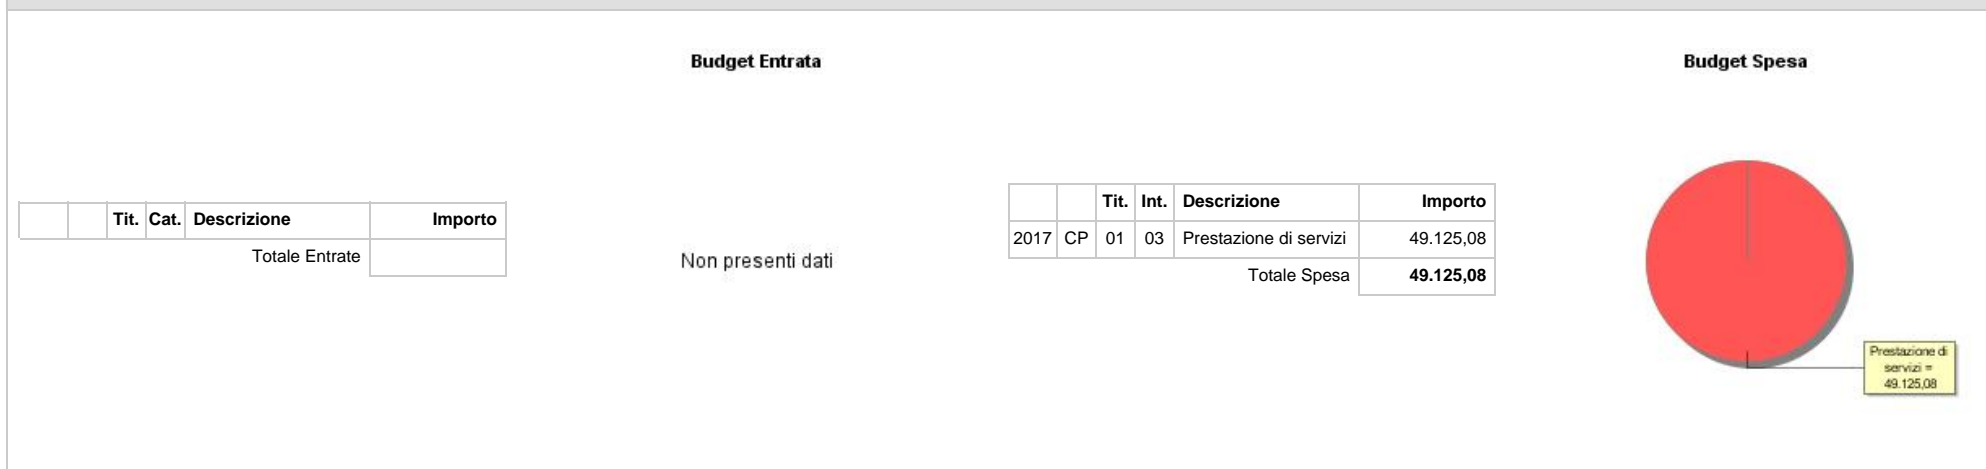 Budget Entrata
Tit. Cat. Descrizione Importo
Totale Entrate
Non presenti dati
Budget Spesa
Tit. Int. Descrizione Importo
2017 CP 01 03 Prestazione di servizi 49.125,08
Totale Spesa 49.125,08
Prestazione di
servizi =
49.125,08